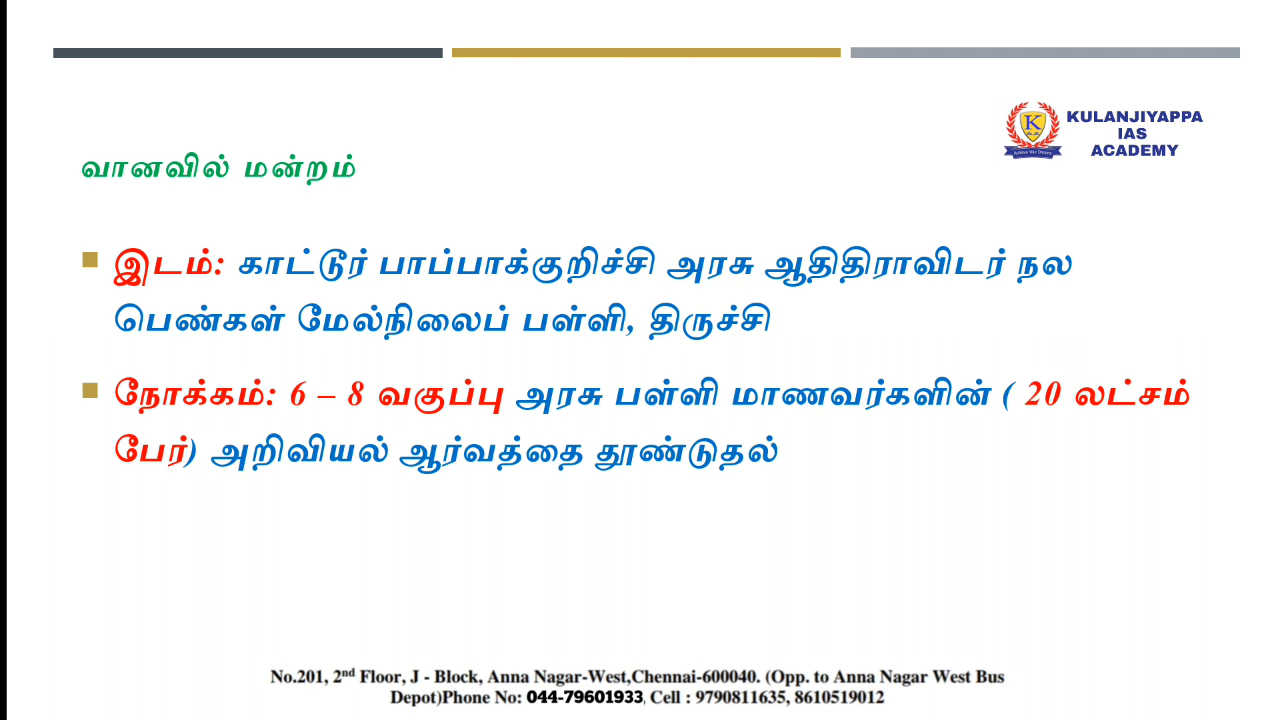 KULANJIYAPPA
IAS
ACADEMY
வானவில் மன்றம்
இடம்: காட்டூர் பாப்பாக்குறிச்சி அரசு ஆதிதிராவிடர் நல
பெண்கள் மேல்நிலைப் பள்ளி, திருச்சி
நோக்கம்: 6 – 8 வகுப்பு அரசு பள்ளி மாணவர்களின் ( 20 லட்சம்
பேர்) அறிவியல் ஆர்வத்தை தூண்டுதல்
No.201, 2nd Floor, J - Block, Anna Nagar-West,Chennai-600040. (Opp. to Anna Nagar West Bus
Depot)Phone No: 044-79601933, Cell : 9790811635, 8610519012